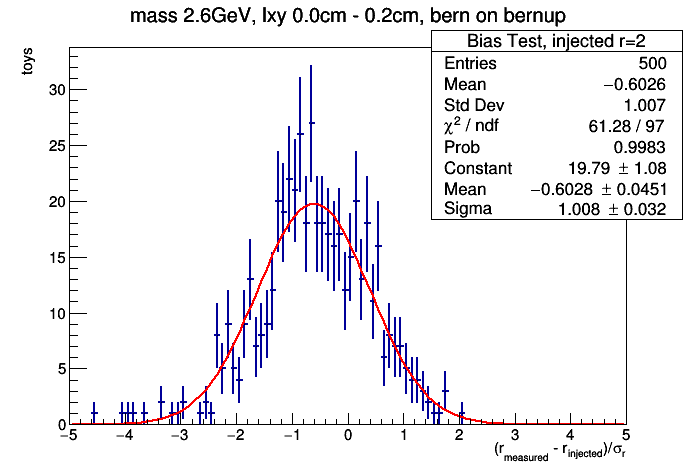 mass 2.6GeV, lxy 0.0cm - 0.2cm, bern on bernup
Bias Test, injected r=2
Entries 500
Mean −0.6026
Std Dev 1.007
χ² / ndf 61.28 / 97
Prob 0.9983
Constant 19.79 ± 1.08
Mean −0.6028 ± 0.0451
Sigma 1.008 ± 0.032
toys
30
25
20
15
10
5
0
−5 −4 −3 −2 −1 0 1 2 3 4 5
(r_measured - r_injected)/σ_r